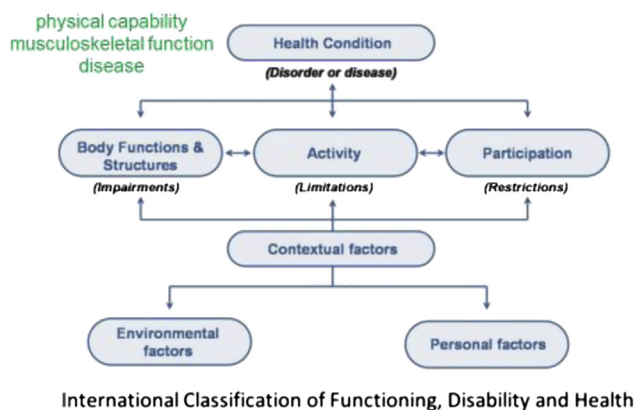 physical capability
musculoskeletal function
disease
Health Condition
(Disorder or disease)
Body Functions &
Structures
(Impairments)
Activity
(Limitations)
Participation
(Restrictions)
Contextual factors
Environmental
factors
Personal factors
International Classification of Functioning, Disability and Health